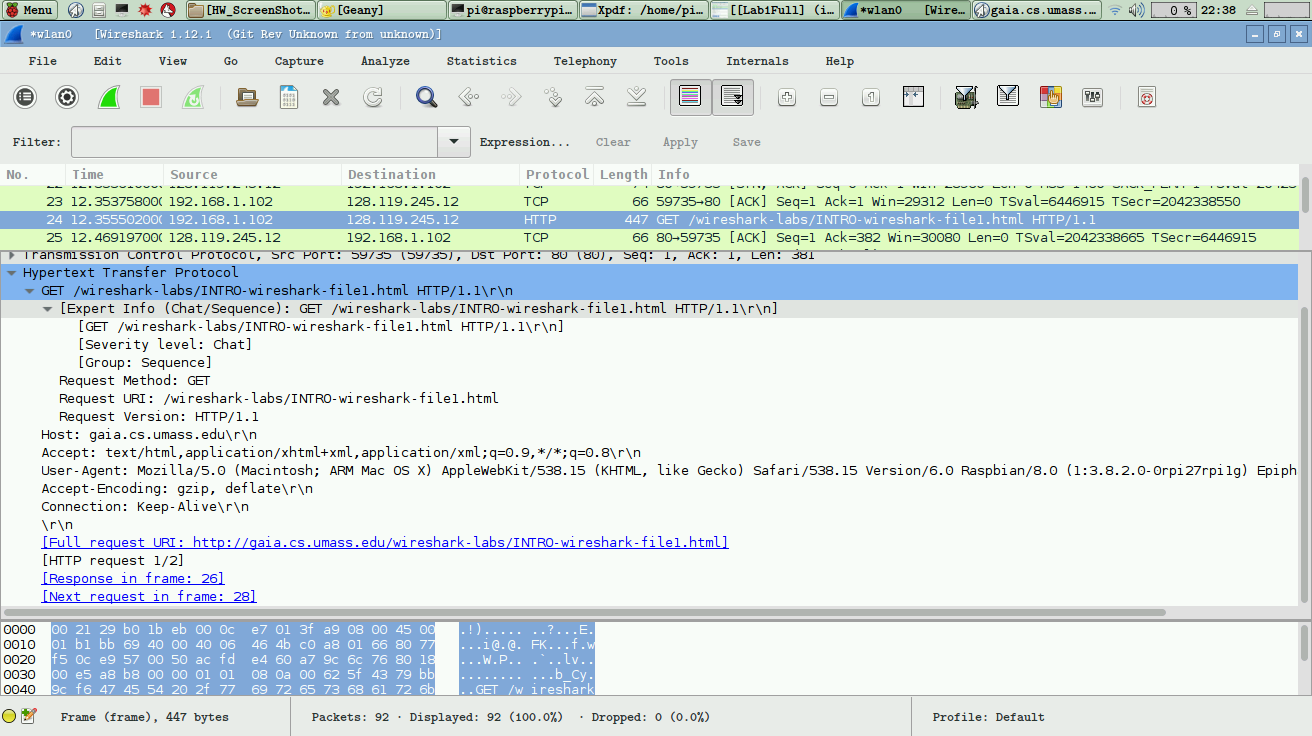 Menu [HW_ScreenShot... [Geany] pi@raspberrypi... Xpdf: /home/pi... [[Lab1Full] (i... *wlan0 [Wire... gaia.cs.umass.... 0 % 22:38
*wlan0 [Wireshark 1.12.1 (Git Rev Unknown from unknown)]
File Edit View Go Capture Analyze Statistics Telephony Tools Internals Help
Filter: Expression... Clear Apply Save
No. Time Source Destination Protocol Length Info
23 12.353758000 192.168.1.102 128.119.245.12 TCP 66 59735→80 [ACK] Seq=1 Ack=1 Win=29312 Len=0 TSval=6446915 TSecr=2042338550
24 12.355502000 192.168.1.102 128.119.245.12 HTTP 447 GET /wireshark-labs/INTRO-wireshark-file1.html HTTP/1.1
25 12.469197000 128.119.245.12 192.168.1.102 TCP 66 80→59735 [ACK] Seq=1 Ack=382 Win=30080 Len=0 TSval=2042338665 TSecr=6446915
Transmission Control Protocol, Src Port: 59735 (59735), Dst Port: 80 (80), Seq: 1, Ack: 1, Len: 381
Hypertext Transfer Protocol
GET /wireshark-labs/INTRO-wireshark-file1.html HTTP/1.1\r\n
[Expert Info (Chat/Sequence): GET /wireshark-labs/INTRO-wireshark-file1.html HTTP/1.1\r\n]
[GET /wireshark-labs/INTRO-wireshark-file1.html HTTP/1.1\r\n]
[Severity level: Chat]
[Group: Sequence]
Request Method: GET
Request URI: /wireshark-labs/INTRO-wireshark-file1.html
Request Version: HTTP/1.1
Host: gaia.cs.umass.edu\r\n
Accept: text/html,application/xhtml+xml,application/xml;q=0.9,*/*;q=0.8\r\n
User-Agent: Mozilla/5.0 (Macintosh; ARM Mac OS X) AppleWebKit/538.15 (KHTML, like Gecko) Safari/538.15 Version/6.0 Raspbian/8.0 (1:3.8.2.0-0rpi27rpi1g) Epiph
Accept-Encoding: gzip, deflate\r\n
Connection: Keep-Alive\r\n
\r\n
[Full request URI: http://gaia.cs.umass.edu/wireshark-labs/INTRO-wireshark-file1.html]
[HTTP request 1/2]
[Response in frame: 26]
[Next request in frame: 28]
0000 00 21 29 b0 1b eb 00 0c e7 01 3f a9 08 00 45 00 .!)..... ..?...E.
0010 01 b1 bb 69 40 00 40 06 46 4b c0 a8 01 66 80 77 ...i@.@. FK...f.w
0020 f5 0c e9 57 00 50 ac fd e4 60 a7 9c 6c 76 80 18 ...W.P.. .`..lv..
0030 00 e5 a8 b8 00 00 01 01 08 0a 00 62 5f 43 79 bb ........ ...b_Cy.
0040 9c f6 47 45 54 20 2f 77 69 72 65 73 68 61 72 6b ..GET /w ireshark
Frame (frame), 447 bytes Packets: 92 · Displayed: 92 (100.0%) · Dropped: 0 (0.0%) Profile: Default